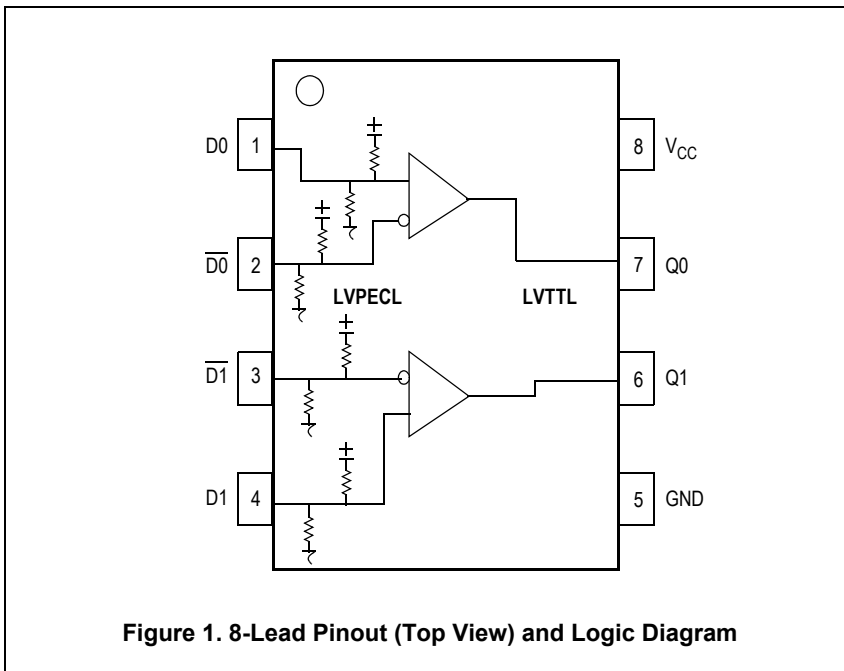 D0 1 8 V_CC
D0̅ 2 7 Q0
LVPECL LVTTL
D1̅ 3 6 Q1
D1 4 5 GND
Figure 1. 8-Lead Pinout (Top View) and Logic Diagram